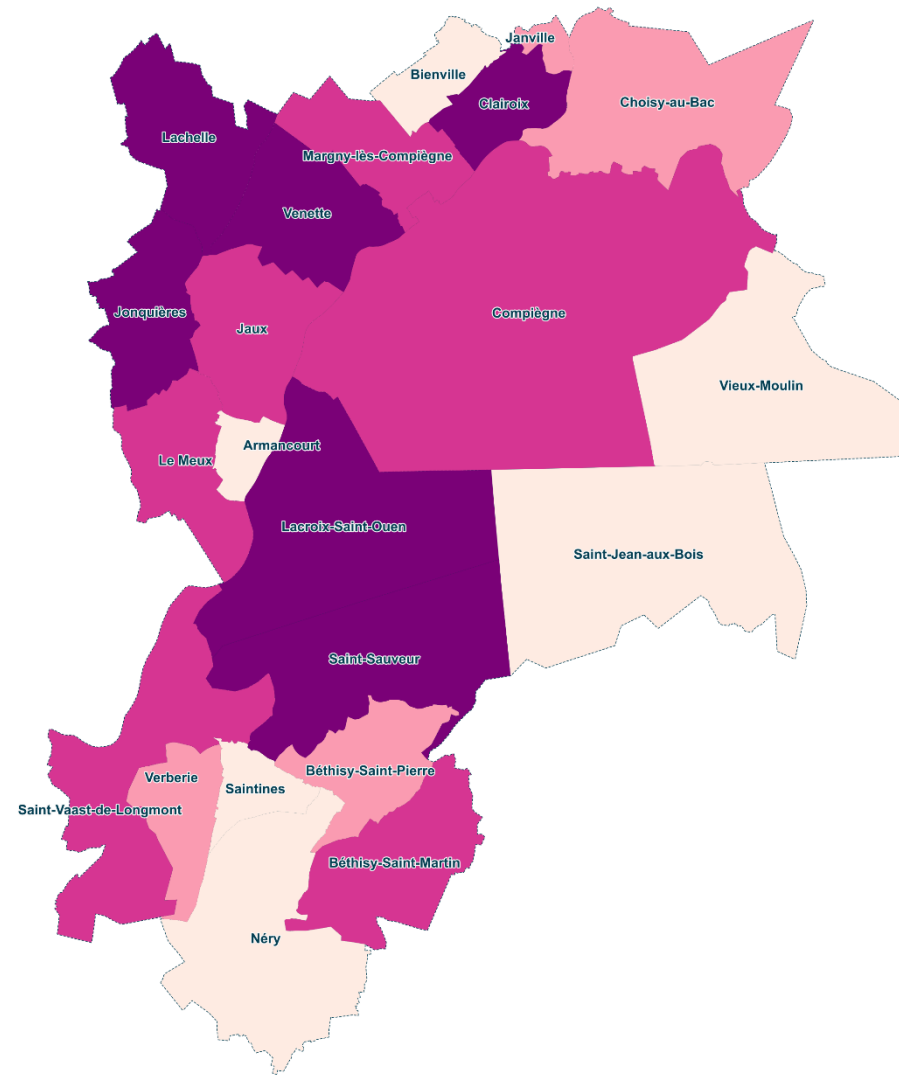 Janville
Bienville
Clairoix
Choisy-au-Bac
Lachelle
Margny-lès-Compiègne
Venette
Jonquières
Jaux
Compiègne
Vieux-Moulin
Armancourt
Le Meux
Lacroix-Saint-Ouen
Saint-Jean-aux-Bois
Saint-Sauveur
Béthisy-Saint-Pierre
Verberie
Saintines
Saint-Vaast-de-Longmont
Béthisy-Saint-Martin
Néry